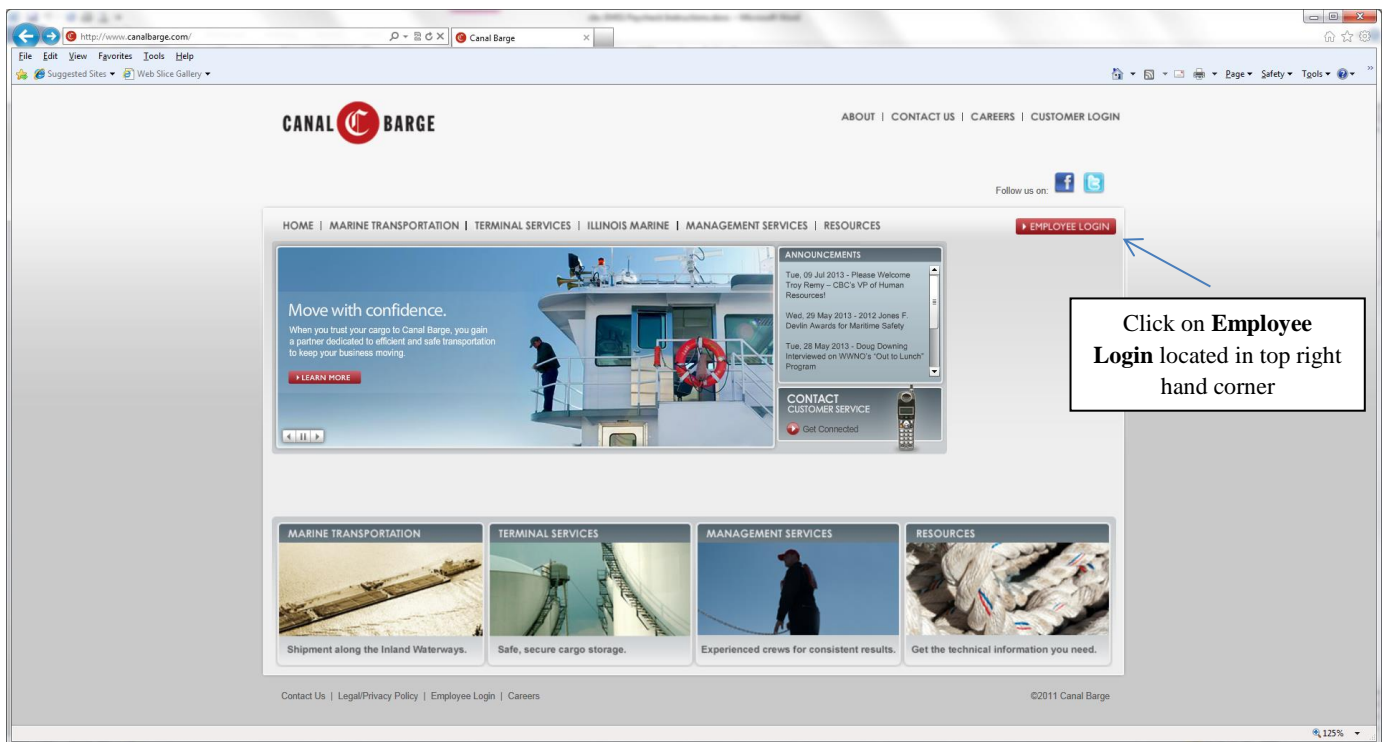 http://www.canalbarge.com/
Canal Barge
File Edit View Favorites Tools Help
Suggested Sites Web Slice Gallery
Page Safety Tools
CANAL C BARGE
ABOUT | CONTACT US | CAREERS | CUSTOMER LOGIN
Follow us on:
HOME | MARINE TRANSPORTATION | TERMINAL SERVICES | ILLINOIS MARINE | MANAGEMENT SERVICES | RESOURCES
EMPLOYEE LOGIN
Move with confidence.
When you trust your cargo to Canal Barge, you gain
a partner dedicated to efficient and safe transportation
to keep your business moving.
LEARN MORE
ANNOUNCEMENTS
Tue, 09 Jul 2013 - Please Welcome
Troy Remy – CBC's VP of Human
Resources!
Wed, 29 May 2013 - 2012 Jones F.
Devlin Awards for Maritime Safety
Tue, 28 May 2013 - Doug Downing
Interviewed on WWNO's "Out to Lunch"
Program
CONTACT
CUSTOMER SERVICE
Get Connected
Click on Employee
Login located in top right
hand corner
MARINE TRANSPORTATION
Shipment along the Inland Waterways.
TERMINAL SERVICES
Safe, secure cargo storage.
MANAGEMENT SERVICES
Experienced crews for consistent results.
RESOURCES
Get the technical information you need.
Contact Us | Legal/Privacy Policy | Employee Login | Careers
©2011 Canal Barge
125%